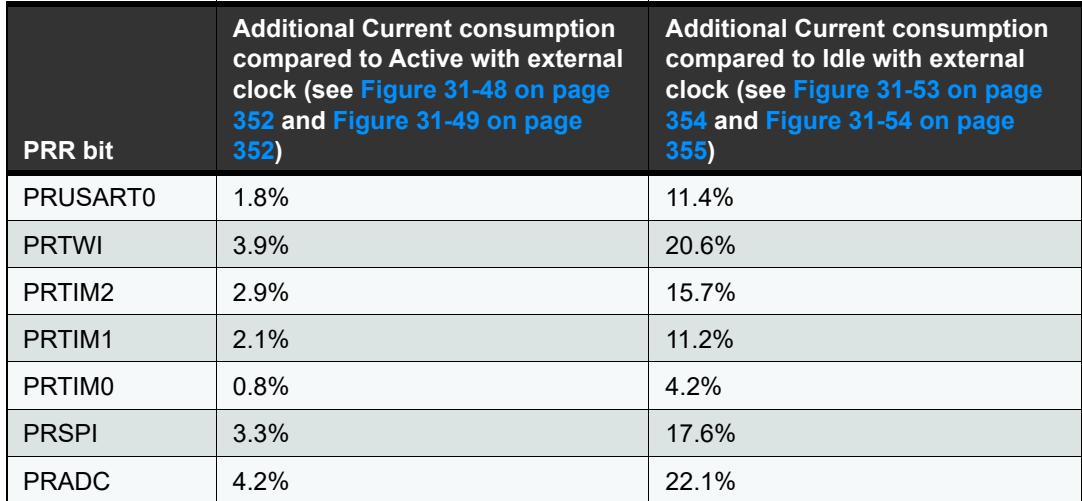 PRR bit
Additional Current consumption
compared to Active with external
clock (see Figure 31-48 on page
352 and Figure 31-49 on page
352)
Additional Current consumption
compared to Idle with external
clock (see Figure 31-53 on page
354 and Figure 31-54 on page
355)
PRUSART0 1.8% 11.4%
PRTWI 3.9% 20.6%
PRTIM2 2.9% 15.7%
PRTIM1 2.1% 11.2%
PRTIM0 0.8% 4.2%
PRSPI 3.3% 17.6%
PRADC 4.2% 22.1%